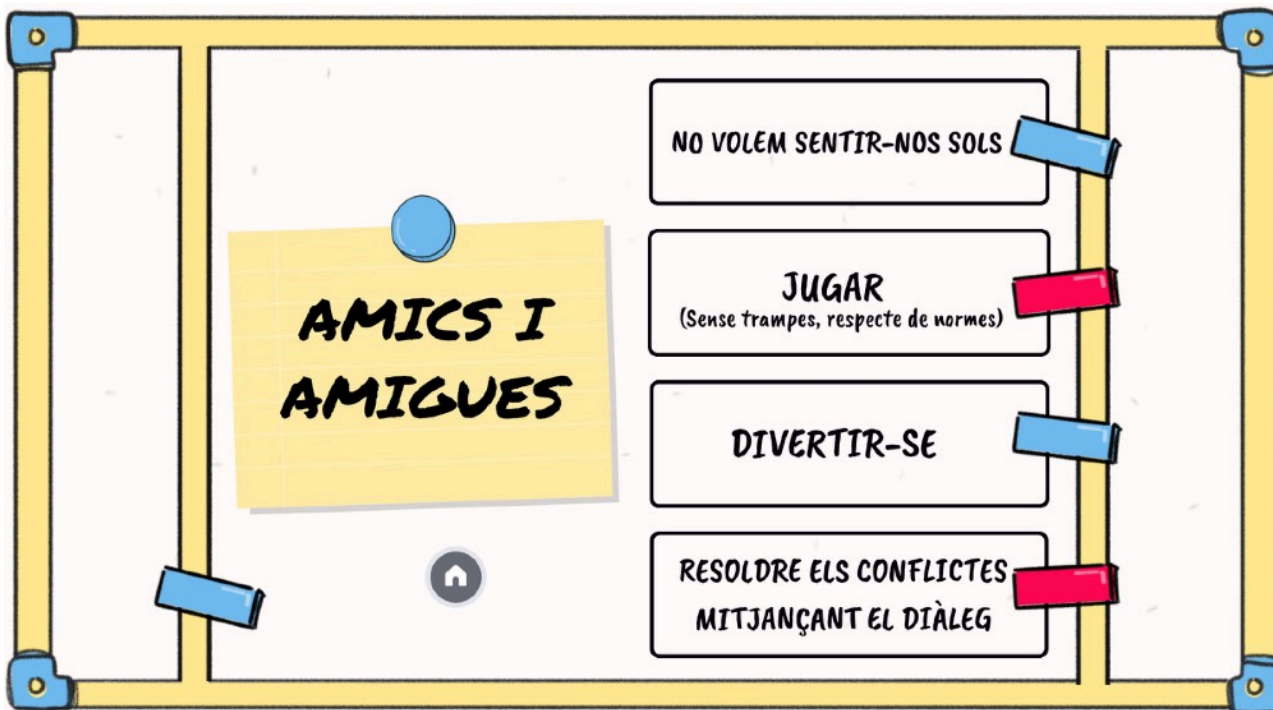 AMICS I
AMIGUES
NO VOLEM SENTIR-NOS SOLS
JUGAR
(Sense trampes, respecte de normes)
DIVERTIR-SE
RESOLDRE ELS CONFLICTES
MITJANÇANT EL DIÀLEG